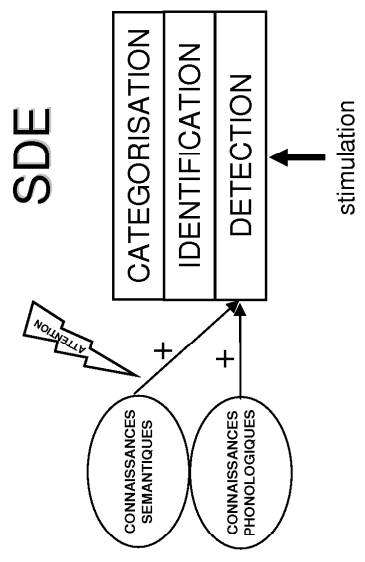 SDE
ATTENTION
CATEGORISATION
IDENTIFICATION
DETECTION
stimulation
+
+
CONNAISSANCES
SEMANTIQUES
CONNAISSANCES
PHONOLOGIQUES